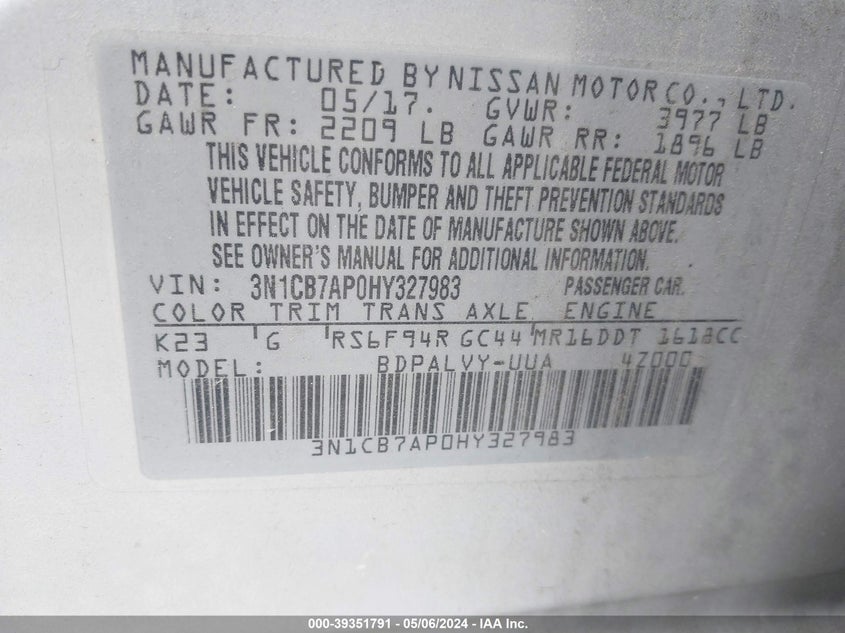 MANUFACTURED BY NISSAN MOTOR CO., LTD.
DATE: 05/17. GVWR: 3977 LB
GAWR FR: 2209 LB GAWR RR: 1896 LB
THIS VEHICLE CONFORMS TO ALL APPLICABLE FEDERAL MOTOR
VEHICLE SAFETY, BUMPER AND THEFT PREVENTION STANDARDS
IN EFFECT ON THE DATE OF MANUFACTURE SHOWN ABOVE.
SEE OWNER'S MANUAL FOR ADDITIONAL INFORMATION.
VIN: 3N1CB7AP0HY327983 PASSENGER CAR.
COLOR TRIM TRANS AXLE ENGINE
K23 G RS6F94R GC44 MR16DDT 1618CC
MODEL: BDPALVY-UUA 4Z000
3N1CB7AP0HY327983
000-39351791 - 05/06/2024 - IAA Inc.